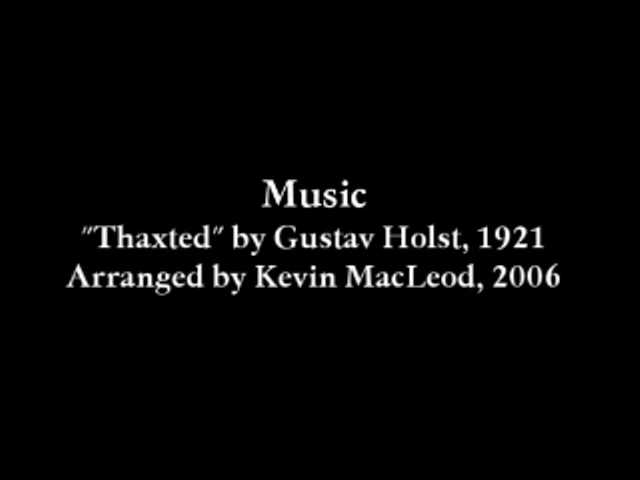 Music
"Thaxted" by Gustav Holst, 1921
Arranged by Kevin MacLeod, 2006